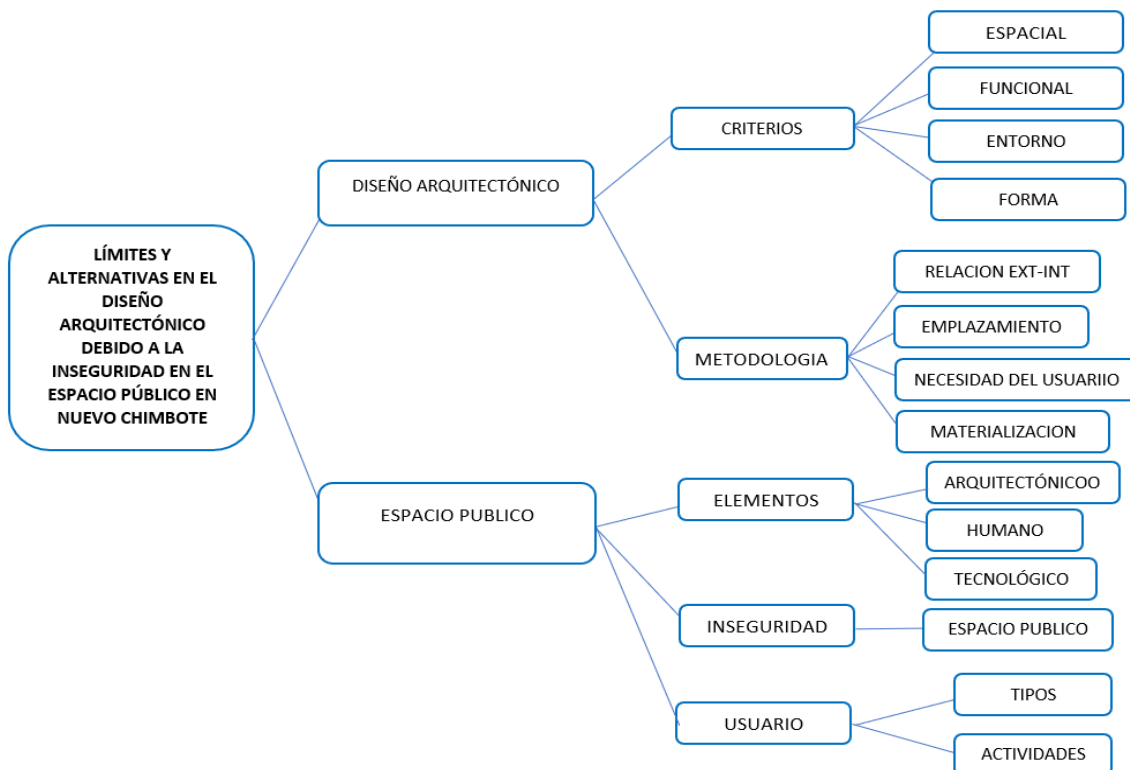 LÍMITES Y
ALTERNATIVAS EN EL
DISEÑO
ARQUITECTÓNICO
DEBIDO A LA
INSEGURIDAD EN EL
ESPACIO PÚBLICO EN
NUEVO CHIMBOTE
DISEÑO ARQUITECTÓNICO
CRITERIOS
ESPACIAL
FUNCIONAL
ENTORNO
FORMA
METODOLOGIA
RELACION EXT-INT
EMPLAZAMIENTO
NECESIDAD DEL USUARIIO
MATERIALIZACION
ESPACIO PUBLICO
ELEMENTOS
ARQUITECTÓNICOO
HUMANO
TECNOLÓGICO
INSEGURIDAD
ESPACIO PUBLICO
USUARIO
TIPOS
ACTIVIDADES